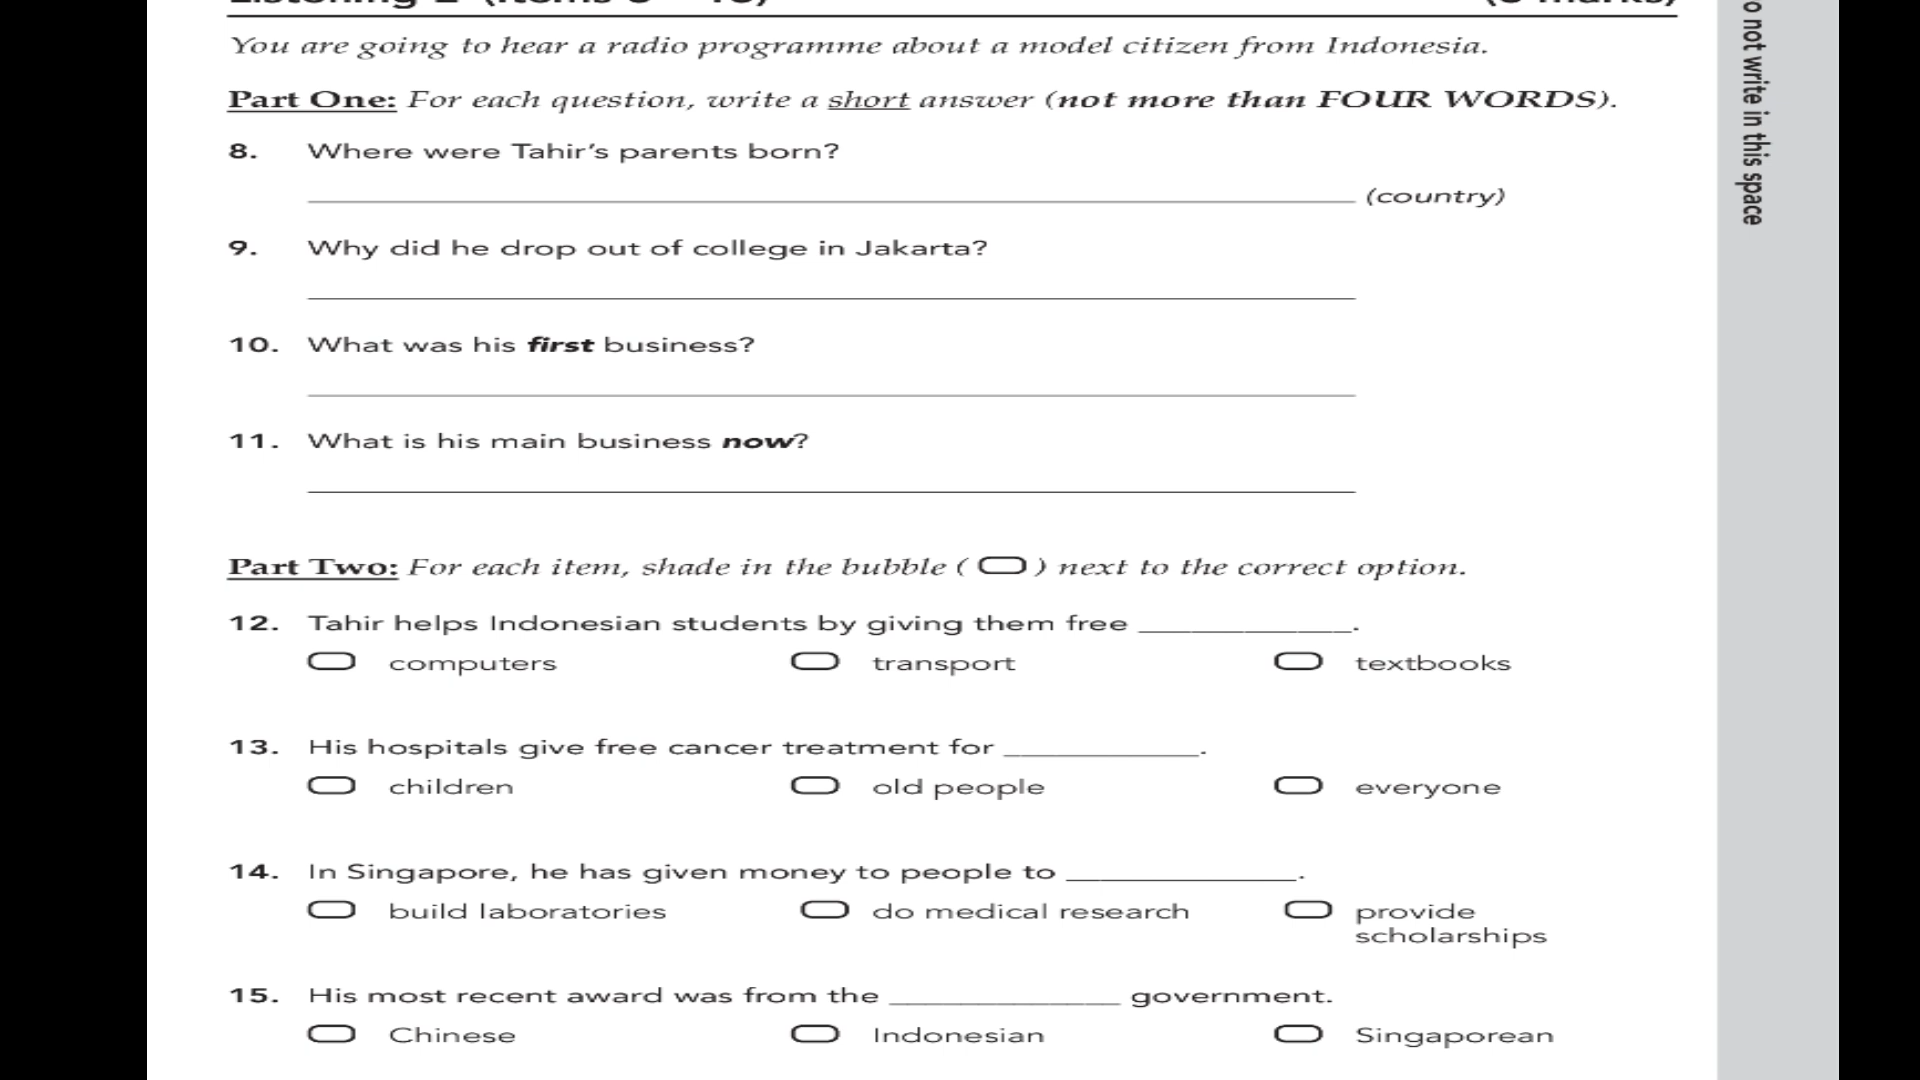 You are going to hear a radio programme about a model citizen from Indonesia.
Part One: For each question, write a short answer (not more than FOUR WORDS).
8. Where were Tahir's parents born?
(country)
9. Why did he drop out of college in Jakarta?
10. What was his first business?
11. What is his main business now?
Part Two: For each item, shade in the bubble ( ) next to the correct option.
12. Tahir helps Indonesian students by giving them free ____________.
computers transport textbooks
13. His hospitals give free cancer treatment for ___________.
children old people everyone
14. In Singapore, he has given money to people to _____________.
build laboratories do medical research provide
scholarships
15. His most recent award was from the _____________ government.
Chinese Indonesian Singaporean
o not write in this space